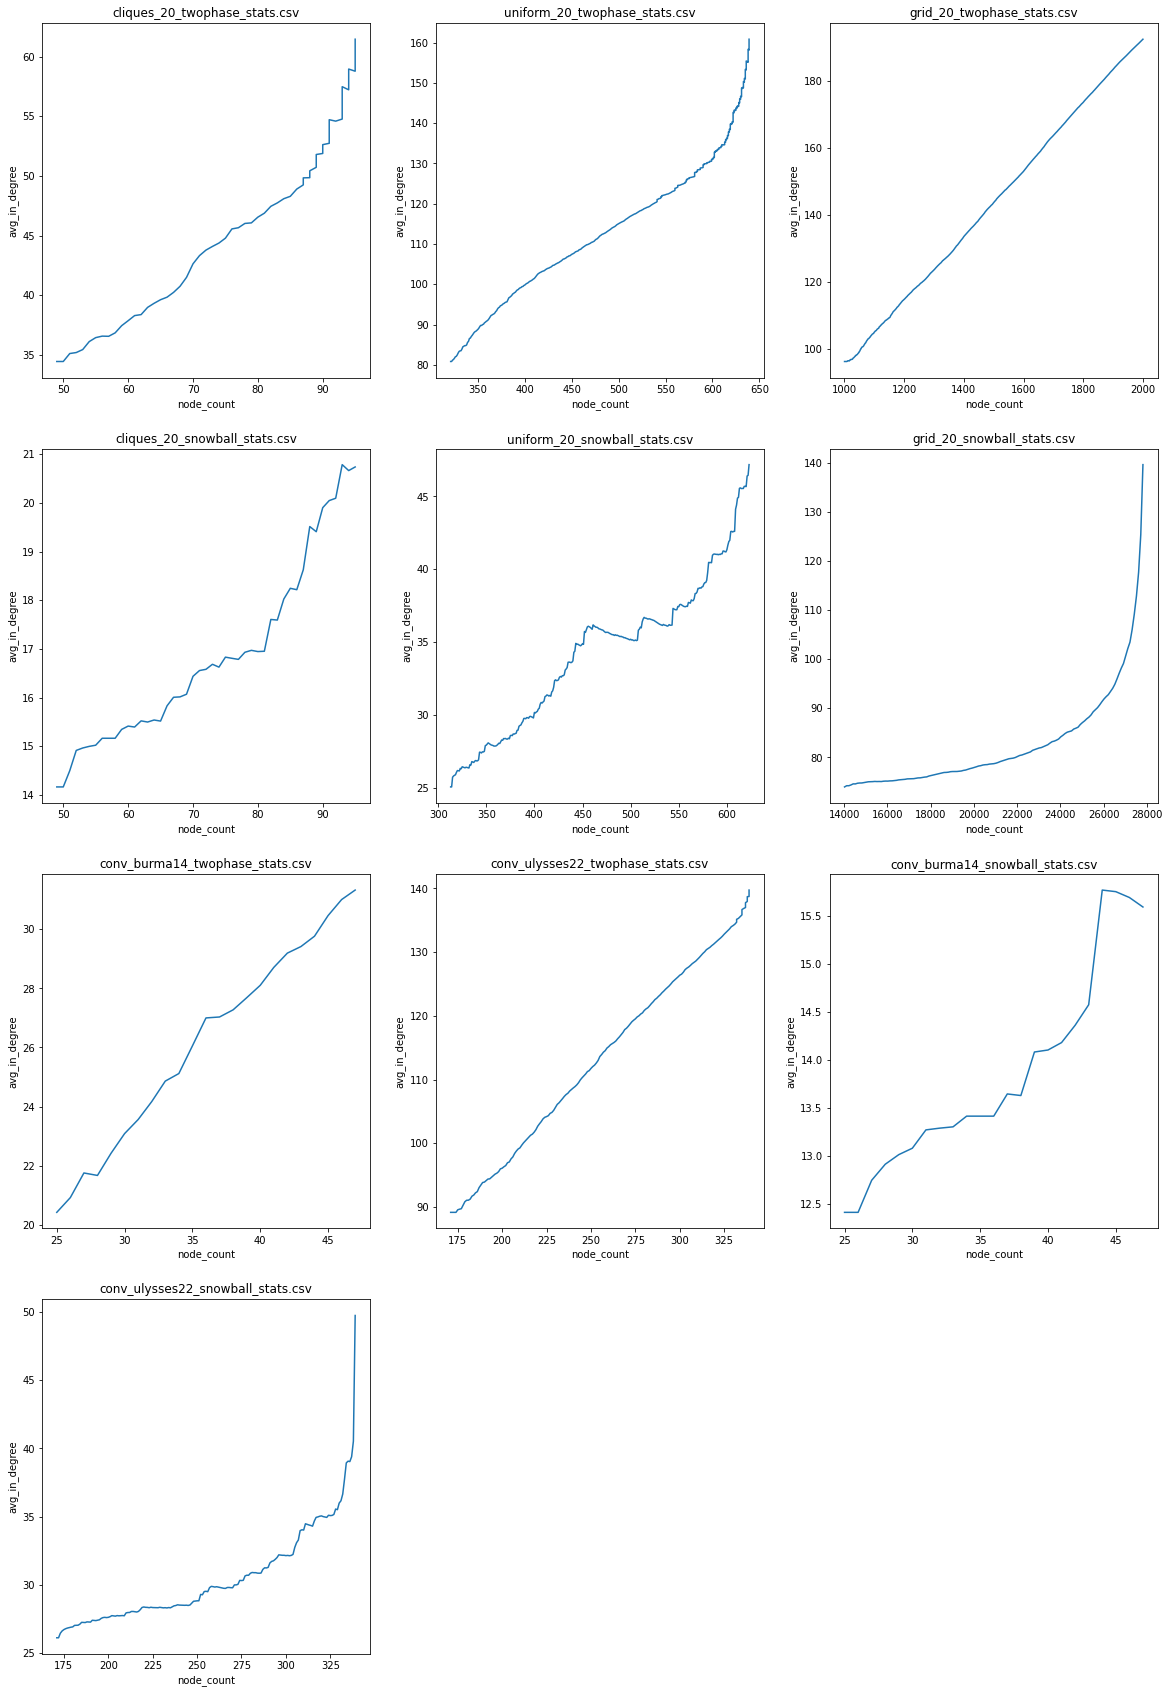 cliques_20_twophase_stats.csv
60
55
50
45
40
35
avg_in_degree
50 60 70 80 90
node_count
uniform_20_twophase_stats.csv
160
150
140
130
120
110
100
90
80
avg_in_degree
350 400 450 500 550 600 650
node_count
grid_20_twophase_stats.csv
180
160
140
120
100
avg_in_degree
1000 1200 1400 1600 1800 2000
node_count
cliques_20_snowball_stats.csv
21
20
19
18
17
16
15
14
avg_in_degree
50 60 70 80 90
node_count
uniform_20_snowball_stats.csv
45
40
35
30
25
avg_in_degree
300 350 400 450 500 550 600
node_count
grid_20_snowball_stats.csv
140
130
120
110
100
90
80
avg_in_degree
14000 16000 18000 20000 22000 24000 26000 28000
node_count
conv_burma14_twophase_stats.csv
30
28
26
24
22
20
avg_in_degree
25 30 35 40 45
node_count
conv_ulysses22_twophase_stats.csv
140
130
120
110
100
90
avg_in_degree
175 200 225 250 275 300 325
node_count
conv_burma14_snowball_stats.csv
15.5
15.0
14.5
14.0
13.5
13.0
12.5
avg_in_degree
25 30 35 40 45
node_count
conv_ulysses22_snowball_stats.csv
50
45
40
35
30
25
avg_in_degree
175 200 225 250 275 300 325
node_count